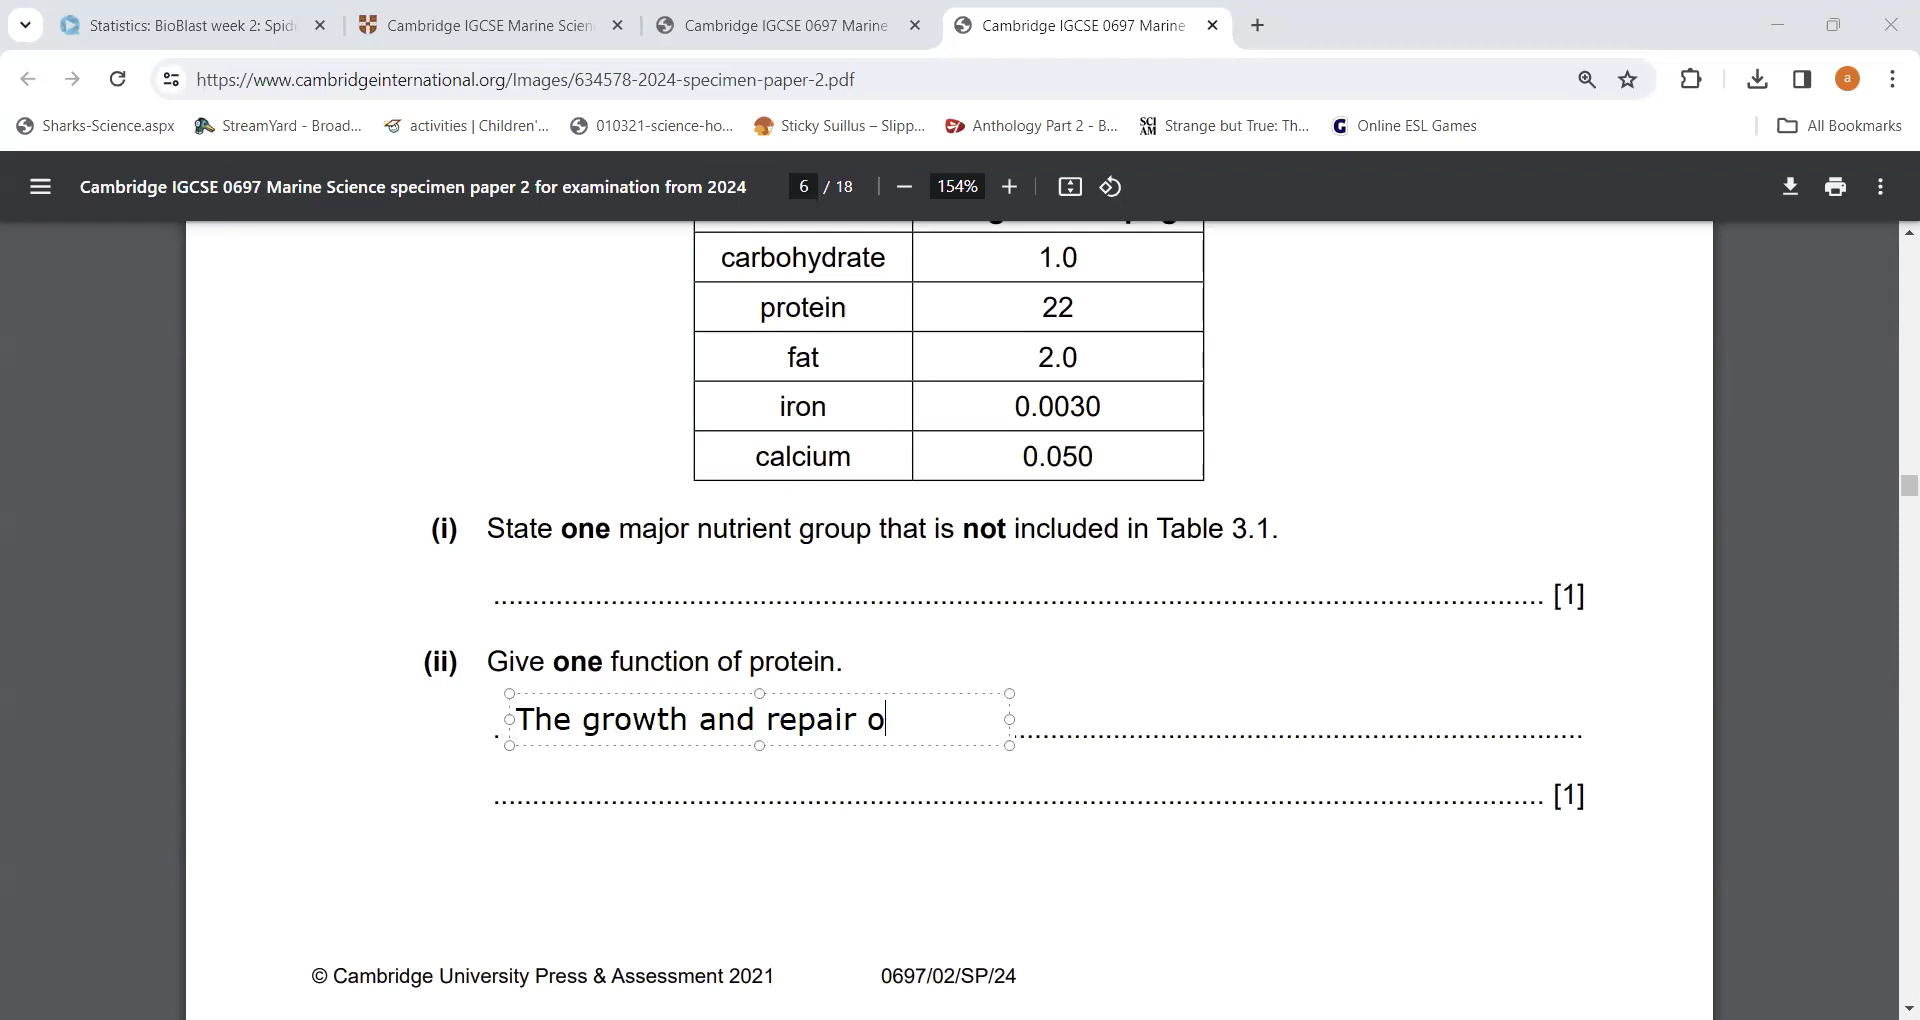 Statistics: BioBlast week 2: Spid
Cambridge IGCSE Marine Scien
Cambridge IGCSE 0697 Marine
Cambridge IGCSE 0697 Marine
https://www.cambridgeinternational.org/Images/634578-2024-specimen-paper-2.pdf
a
Sharks-Science.aspx
StreamYard - Broad...
activities | Children'...
010321-science-ho...
Sticky Suillus – Slipp...
Anthology Part 2 - B...
SCI AM
Strange but True: Th...
G
Online ESL Games
All Bookmarks
Cambridge IGCSE 0697 Marine Science specimen paper 2 for examination from 2024
6 / 18
154%
carbohydrate 1.0
protein 22
fat 2.0
iron 0.0030
calcium 0.050
(i) State one major nutrient group that is not included in Table 3.1.
[1]
(ii) Give one function of protein.
The growth and repair o
[1]
© Cambridge University Press & Assessment 2021 0697/02/SP/24